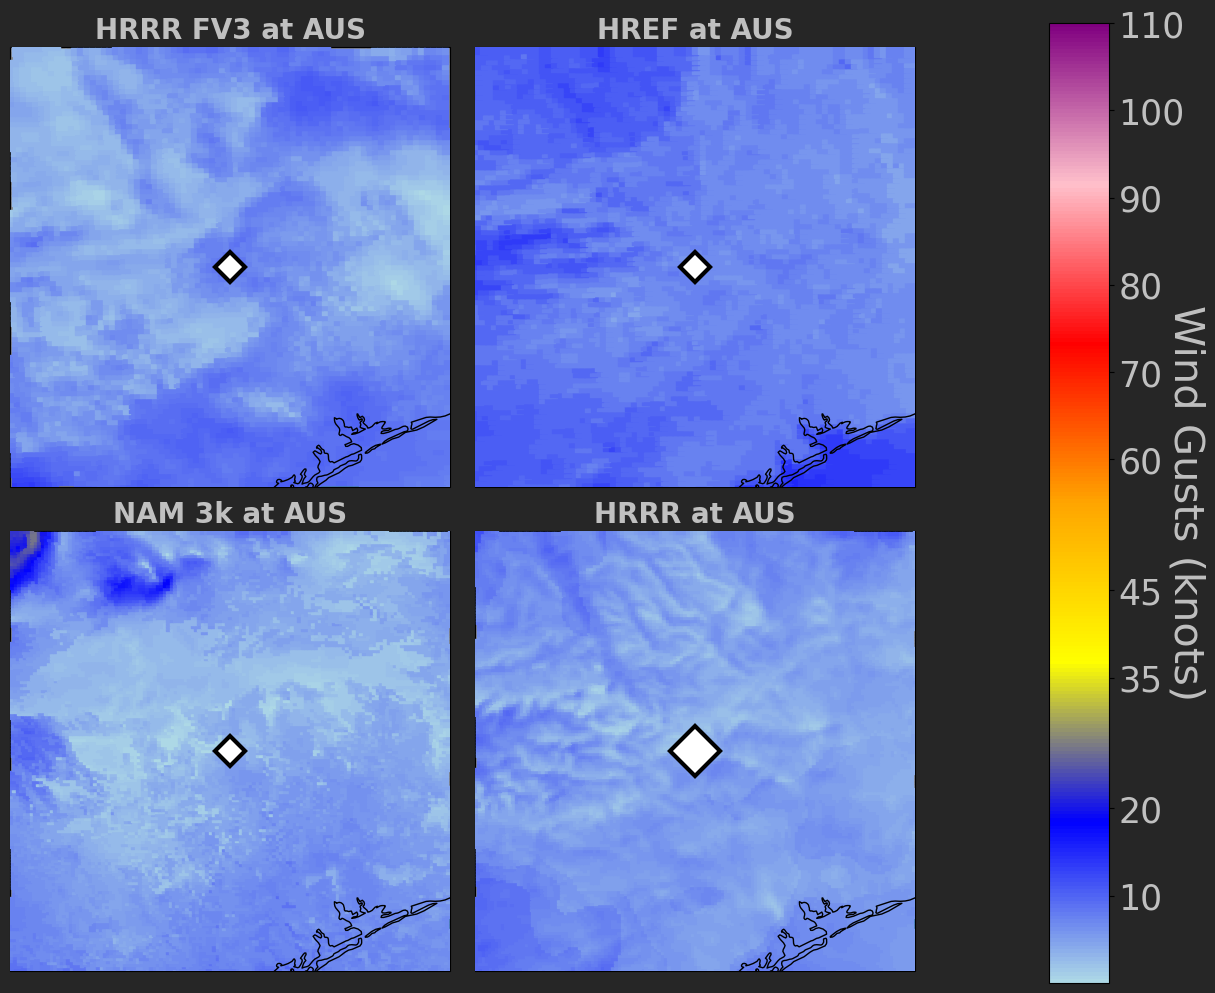 HRRR FV3 at AUS
HREF at AUS
NAM 3k at AUS
HRRR at AUS
110
100
90
80
70
60
45
35
20
10
Wind Gusts (knots)